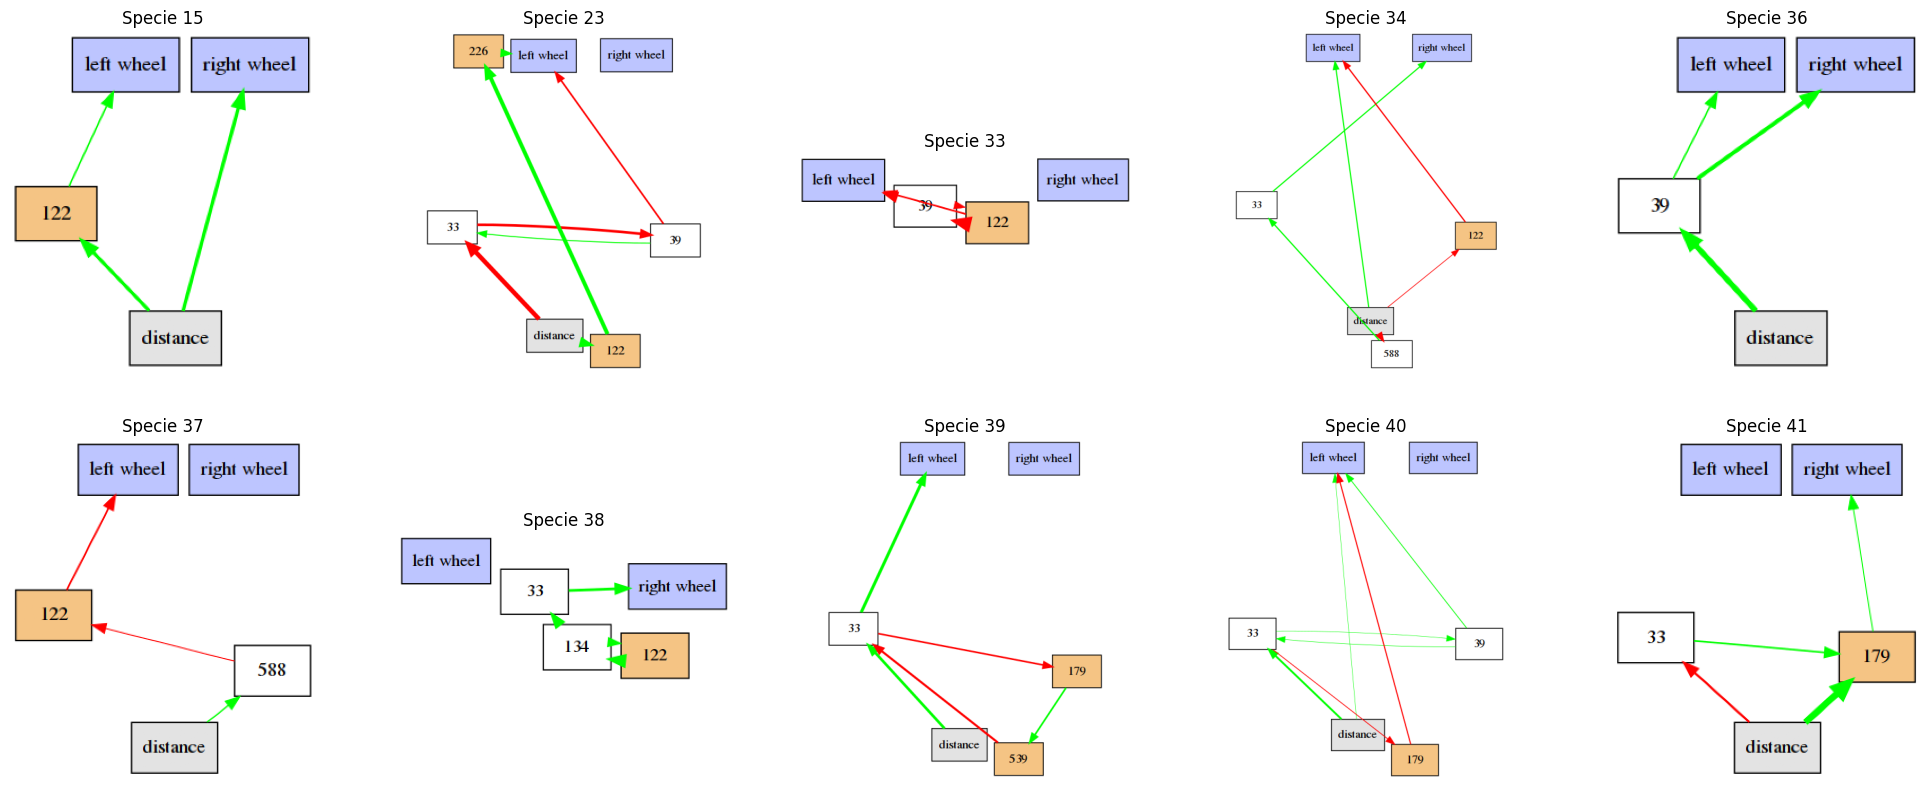 Specie 15
left wheel
right wheel
122
distance
Specie 23
226
left wheel
right wheel
33
39
distance
122
Specie 33
left wheel
39
122
right wheel
Specie 34
left wheel
right wheel
33
122
distance
588
Specie 36
left wheel
right wheel
39
distance
Specie 37
left wheel
right wheel
122
588
distance
Specie 38
left wheel
33
right wheel
134
122
Specie 39
left wheel
right wheel
33
179
distance
539
Specie 40
left wheel
right wheel
33
39
distance
179
Specie 41
left wheel
right wheel
33
179
distance